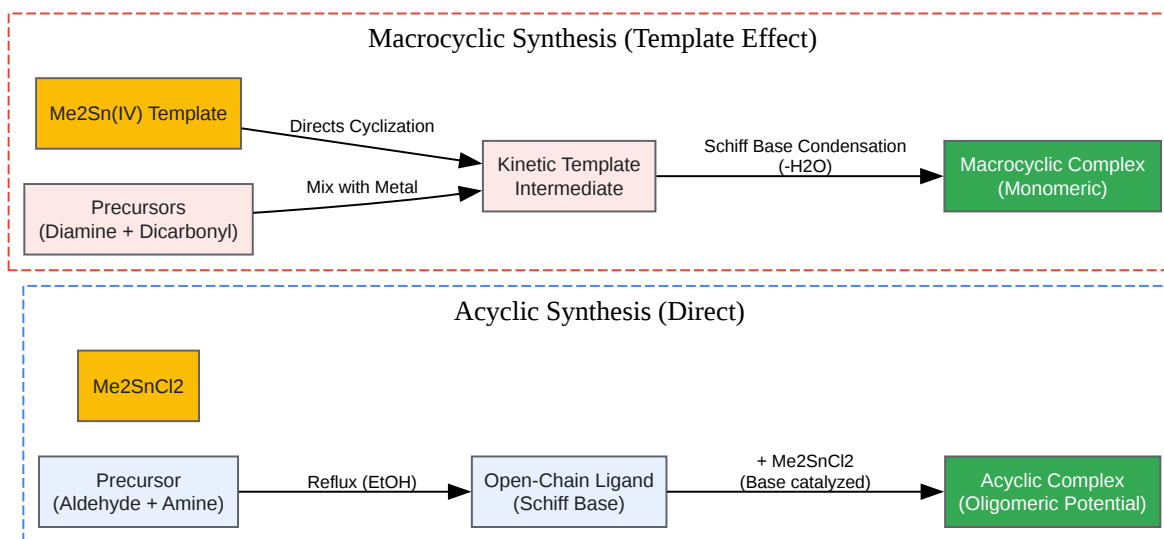 Macrocyclic Synthesis (Template Effect)
Me2Sn(IV) Template
Directs Cyclization
Precursors
(Diamine + Dicarbonyl)
Mix with Metal
Kinetic Template
Intermediate
Schiff Base Condensation
(-H2O)
Macrocyclic Complex
(Monomeric)
Acyclic Synthesis (Direct)
Me2SnCl2
Precursor
(Aldehyde + Amine)
Reflux (EtOH)
Open-Chain Ligand
(Schiff Base)
+ Me2SnCl2
(Base catalyzed)
Acyclic Complex
(Oligomeric Potential)